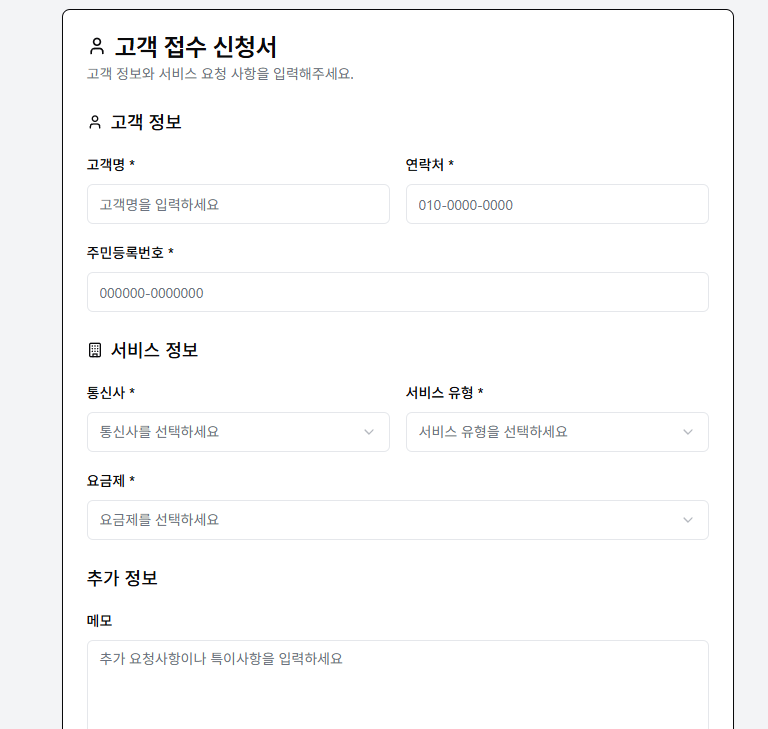 고객 접수 신청서
고객 정보와 서비스 요청 사항을 입력해주세요.
고객 정보
고객명 * 연락처 *
고객명을 입력하세요 010-0000-0000
주민등록번호 *
000000-0000000
서비스 정보
통신사 * 서비스 유형 *
통신사를 선택하세요 서비스 유형을 선택하세요
요금제 *
요금제를 선택하세요
추가 정보
메모
추가 요청사항이나 특이사항을 입력하세요